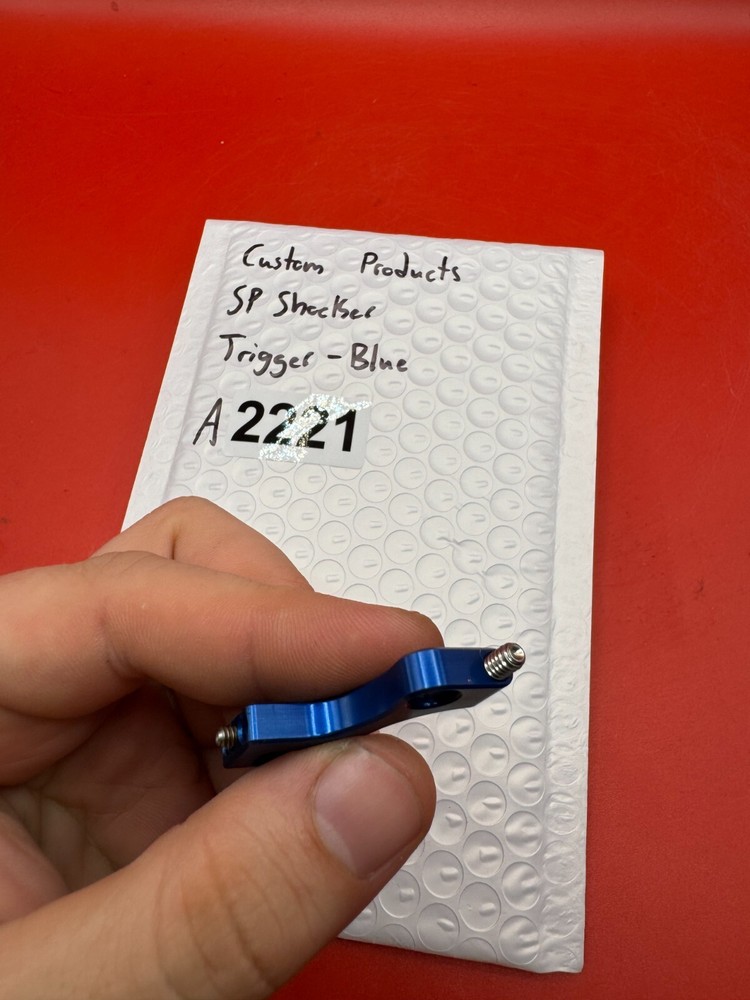 Custom Products
SP Shocker
Trigger - Blue
A 2221